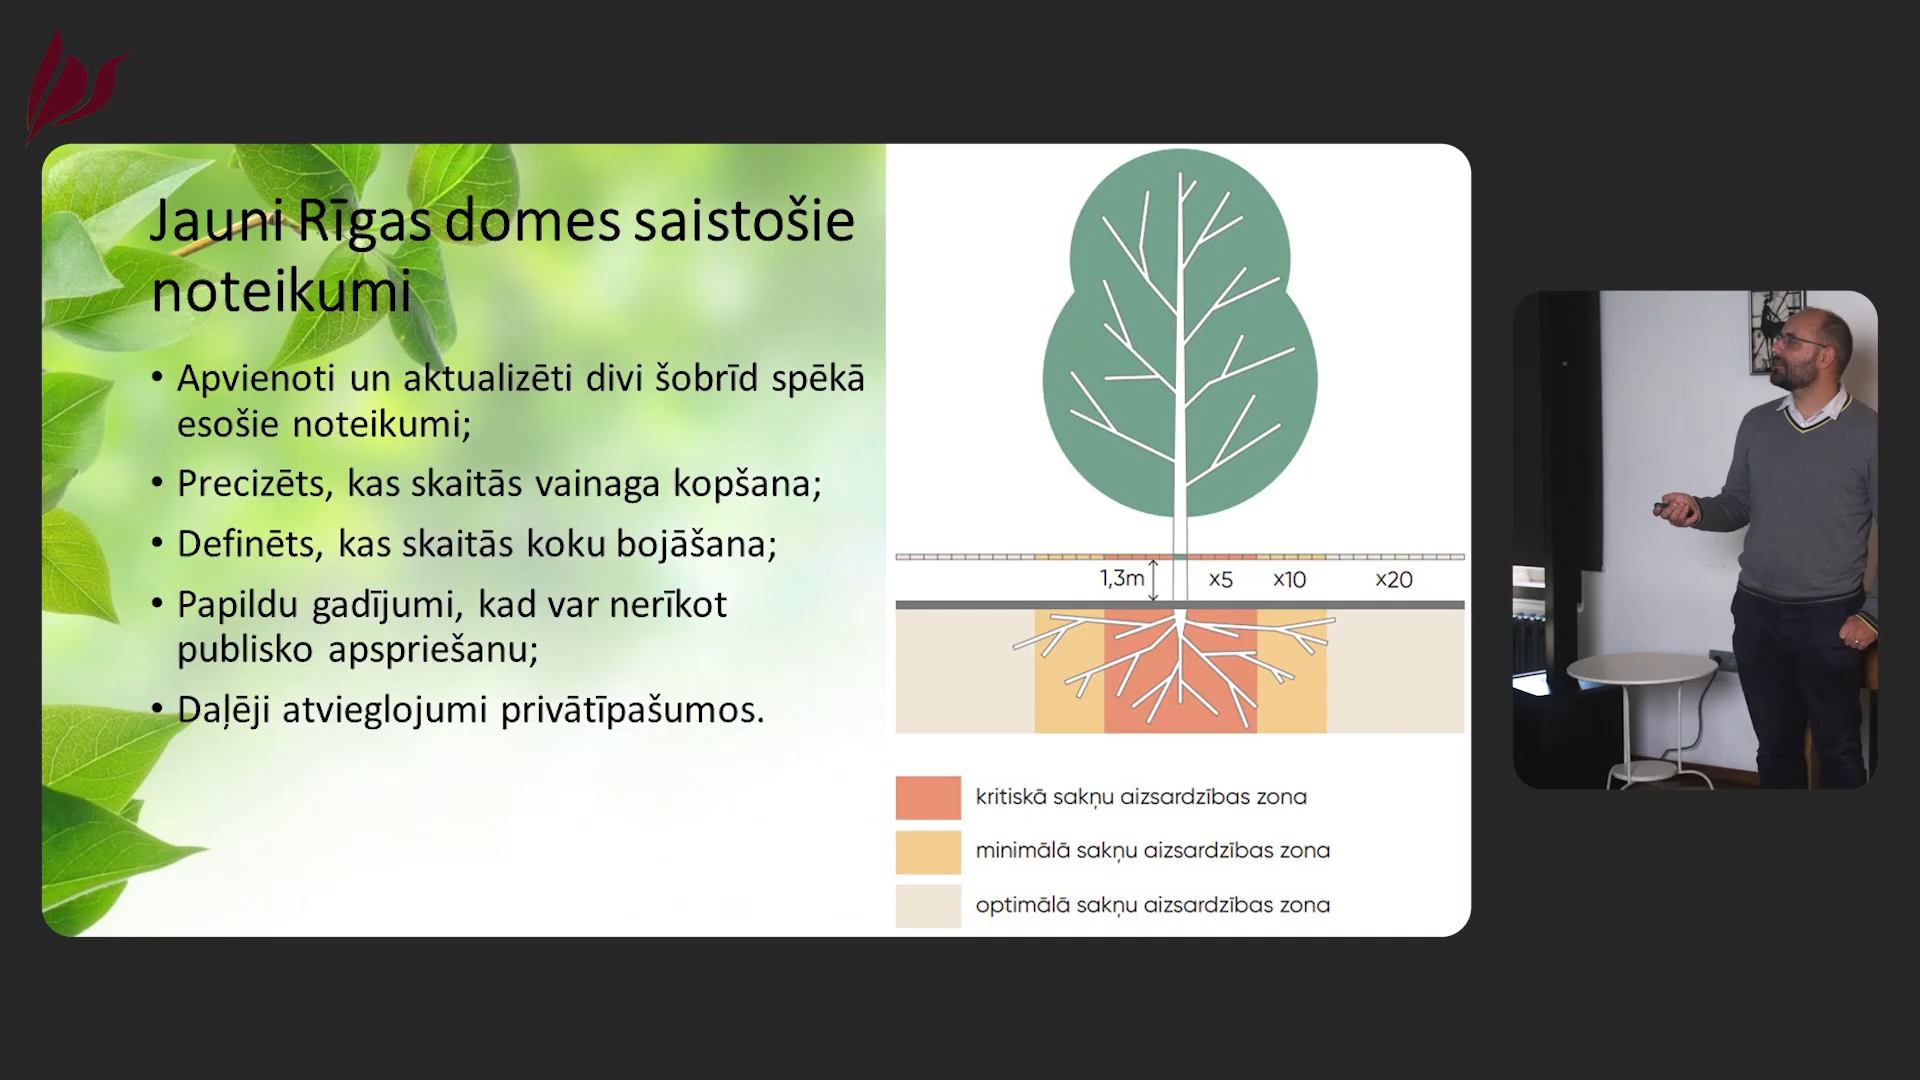 Jauni Rīgas domes saistošie
noteikumi
• Apvienoti un aktualizēti divi šobrīd spēkā
esošie noteikumi;
• Precizēts, kas skaitās vainaga kopšana;
• Definēts, kas skaitās koku bojāšana;
• Papildu gadījumi, kad var nerīkot
publisko apspriešanu;
• Daļēji atvieglojumi privātīpašumos.
1,3m x5 x10 x20
kritiskā sakņu aizsardzības zona
minimālā sakņu aizsardzības zona
optimālā sakņu aizsardzības zona